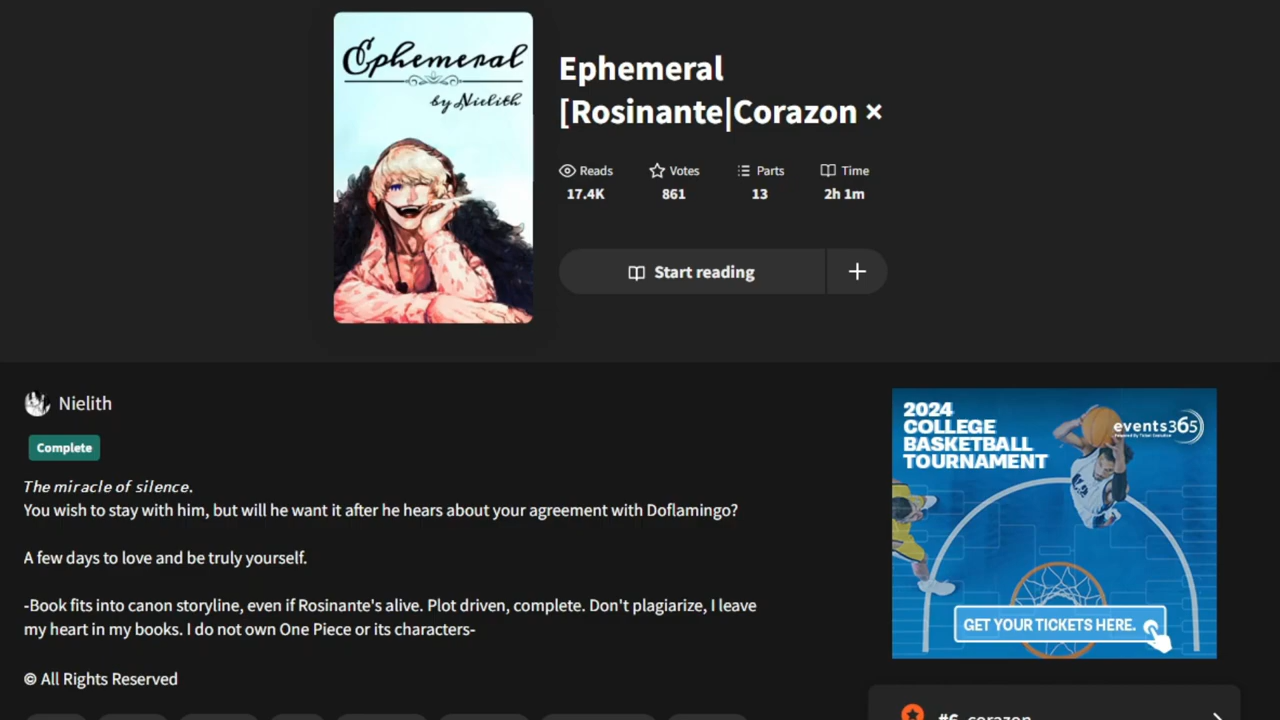 Ephemeral
by Nielith
Ephemeral
[Rosinante|Corazon ×
Reads
Votes
Parts
Time
17.4K
861
13
2h 1m
Start reading
+
Nielith
Complete
The miracle of silence.
You wish to stay with him, but will he want it after he hears about your agreement with Doflamingo?
A few days to love and be truly yourself.
-Book fits into canon storyline, even if Rosinante's alive. Plot driven, complete. Don't plagiarize, I leave
my heart in my books. I do not own One Piece or its characters-
© All Rights Reserved
2024
COLLEGE
BASKETBALL
TOURNAMENT
events365
GET YOUR TICKETS HERE.
#6 corazon